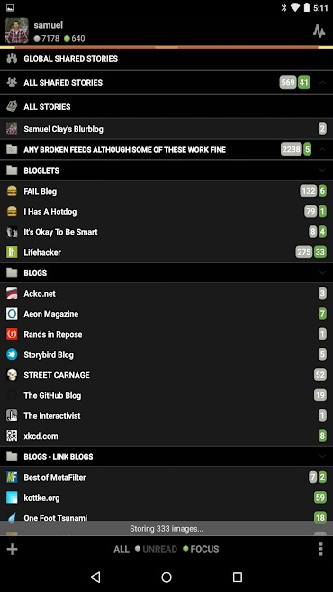 5:11
samuel
7178 640
GLOBAL SHARED STORIES
ALL SHARED STORIES 569 41
ALL STORIES
Samuel Clay's Blurblog 2
ANY BROKEN FEEDS ALTHOUGH SOME OF THESE WORK FINE 2238 5
BLOGLETS
FAIL Blog 132 6
I Has A Hotdog 79 1
It's Okay To Be Smart 8 4
Lifehacker 275 33
BLOGS
Acko.net 3
Aeon Magazine 7
Rands in Repose 1
Storybird Blog 5
STREET CARNAGE 52
The GitHub Blog 19
The Interactivist 1
xkcd.com 8
BLOGS - LINK BLOGS
Best of MetaFilter 7 2
kottke.org 59
One Foot Tsunami 18
Storing 333 images...
ALL UNREAD FOCUS